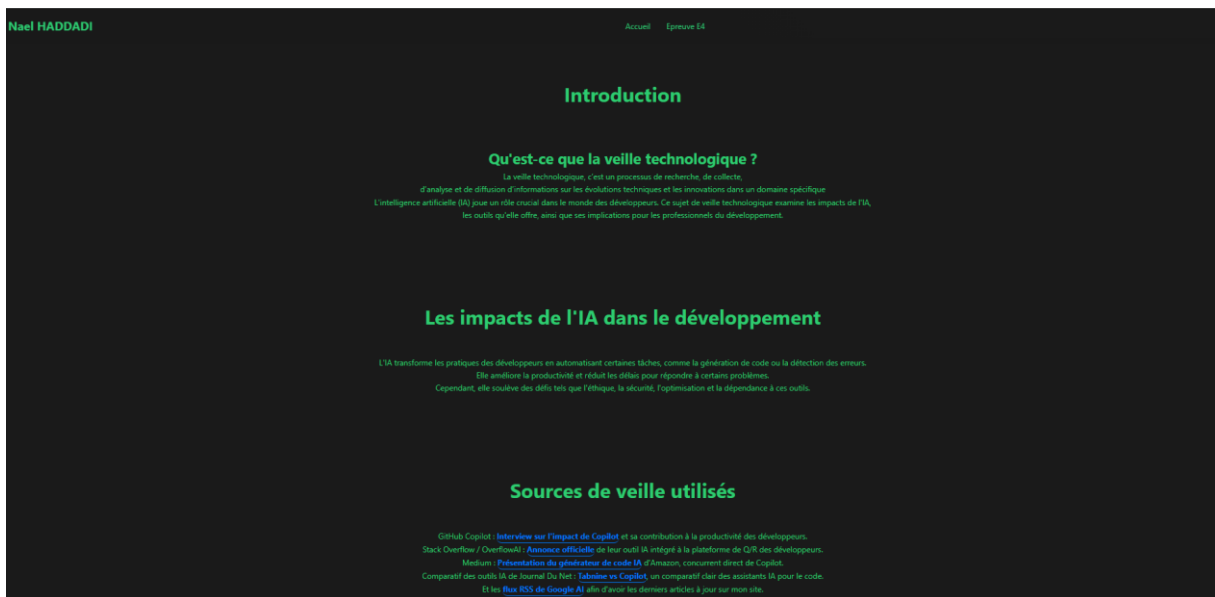 Nael HADDADI
Accueil Epreuve E4
Introduction
Qu'est-ce que la veille technologique ?
La veille technologique, c'est un processus de recherche, de collecte,
d'analyse et de diffusion d'informations sur les évolutions techniques et les innovations dans un domaine spécifique
L'intelligence artificielle (IA) joue un rôle crucial dans le monde des développeurs. Ce sujet de veille technologique examine les impacts de l'IA,
les outils qu'elle offre, ainsi que ses implications pour les professionnels du développement.
Les impacts de l'IA dans le développement
L'IA transforme les pratiques des développeurs en automatisant certaines tâches, comme la génération de code ou la détection des erreurs.
Elle améliore la productivité et réduit les délais pour répondre à certains problèmes.
Cependant, elle soulève des défis tels que l'éthique, la sécurité, l'optimisation et la dépendance à ces outils.
Sources de veille utilisés
GitHub Copilot : Interview sur l'impact de Copilot et sa contribution à la productivité des développeurs.
Stack Overflow / OverflowAI : Annonce officielle de leur outil IA intégré à la plateforme de Q/R des développeurs.
Medium : Présentation du générateur de code IA d'Amazon, concurrent direct de Copilot.
Comparatif des outils IA de Journal Du Net : Tabnine vs Copilot, un comparatif clair des assistants IA pour le code.
Et les flux RSS de Google AI afin d'avoir les derniers articles à jour sur mon site.